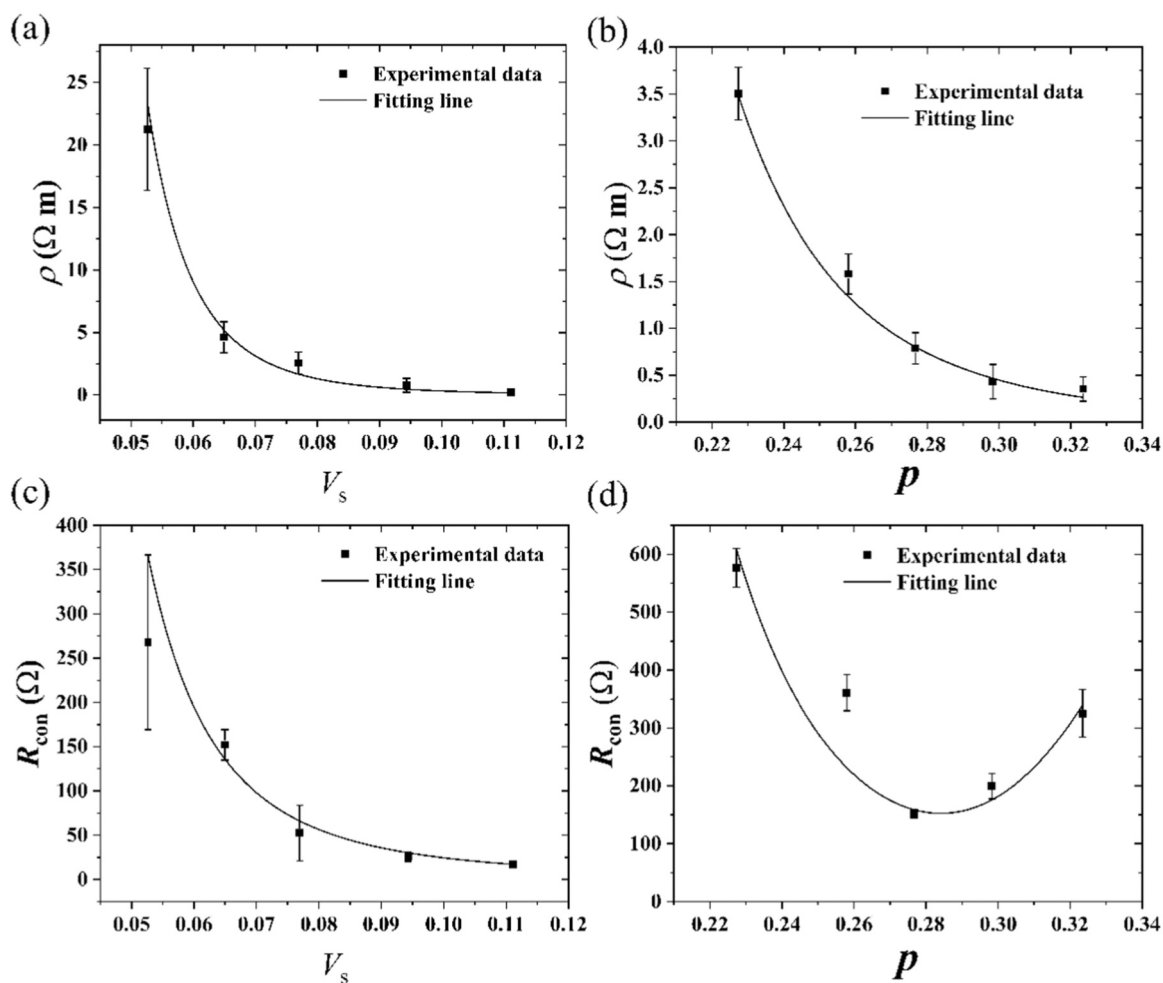 (a)
25
20
15
10
5
0
ρ (Ω m)
Experimental data
Fitting line
0.05 0.06 0.07 0.08 0.09 0.10 0.11 0.12
Vs
(b)
4.0
3.5
3.0
2.5
2.0
1.5
1.0
0.5
0.0
ρ (Ω m)
Experimental data
Fitting line
0.22 0.24 0.26 0.28 0.30 0.32 0.34
p
(c)
400
350
300
250
200
150
100
50
0
Rcon (Ω)
Experimental data
Fitting line
0.05 0.06 0.07 0.08 0.09 0.10 0.11 0.12
Vs
(d)
600
500
400
300
200
100
0
Rcon (Ω)
Experimental data
Fitting line
0.22 0.24 0.26 0.28 0.30 0.32 0.34
p